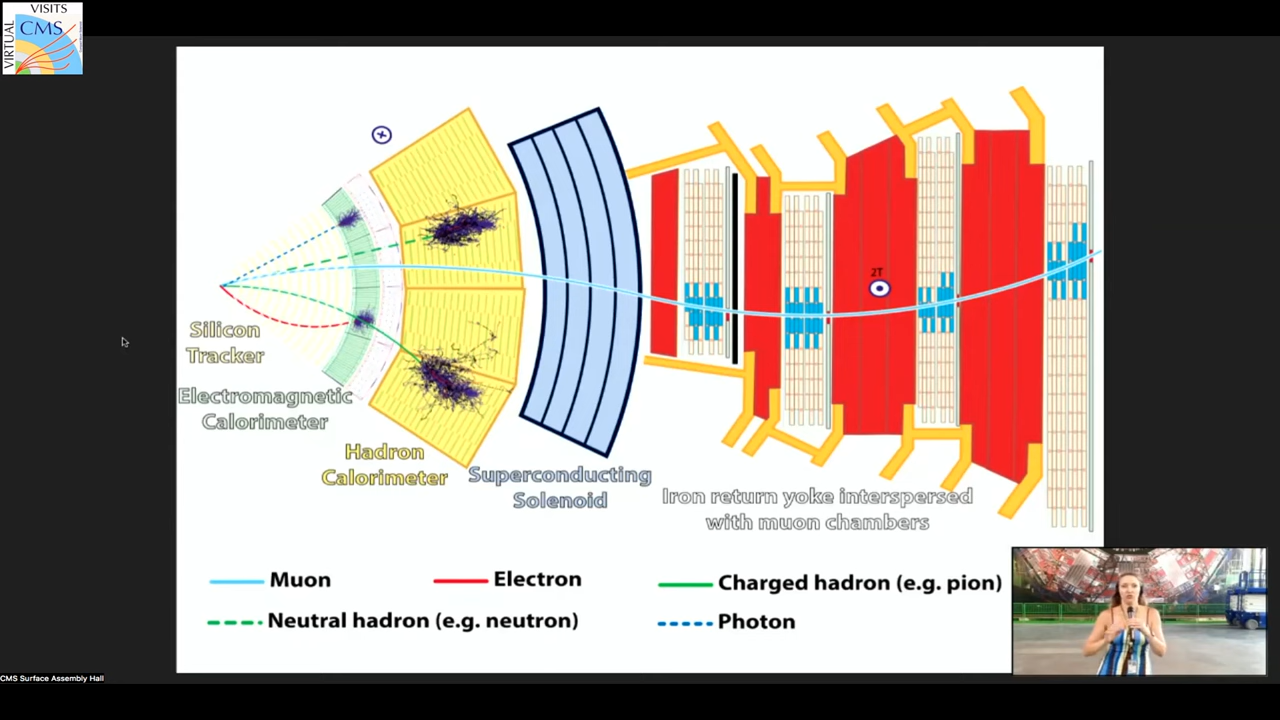 VISITS
CMS
VIRTUAL
2T
Silicon
Tracker
Electromagnetic
Calorimeter
Hadron
Calorimeter
Superconducting
Solenoid
Iron return yoke interspersed
with muon chambers
Muon
Electron
Charged hadron (e.g. pion)
Neutral hadron (e.g. neutron)
Photon
CMS Surface Assembly Hall